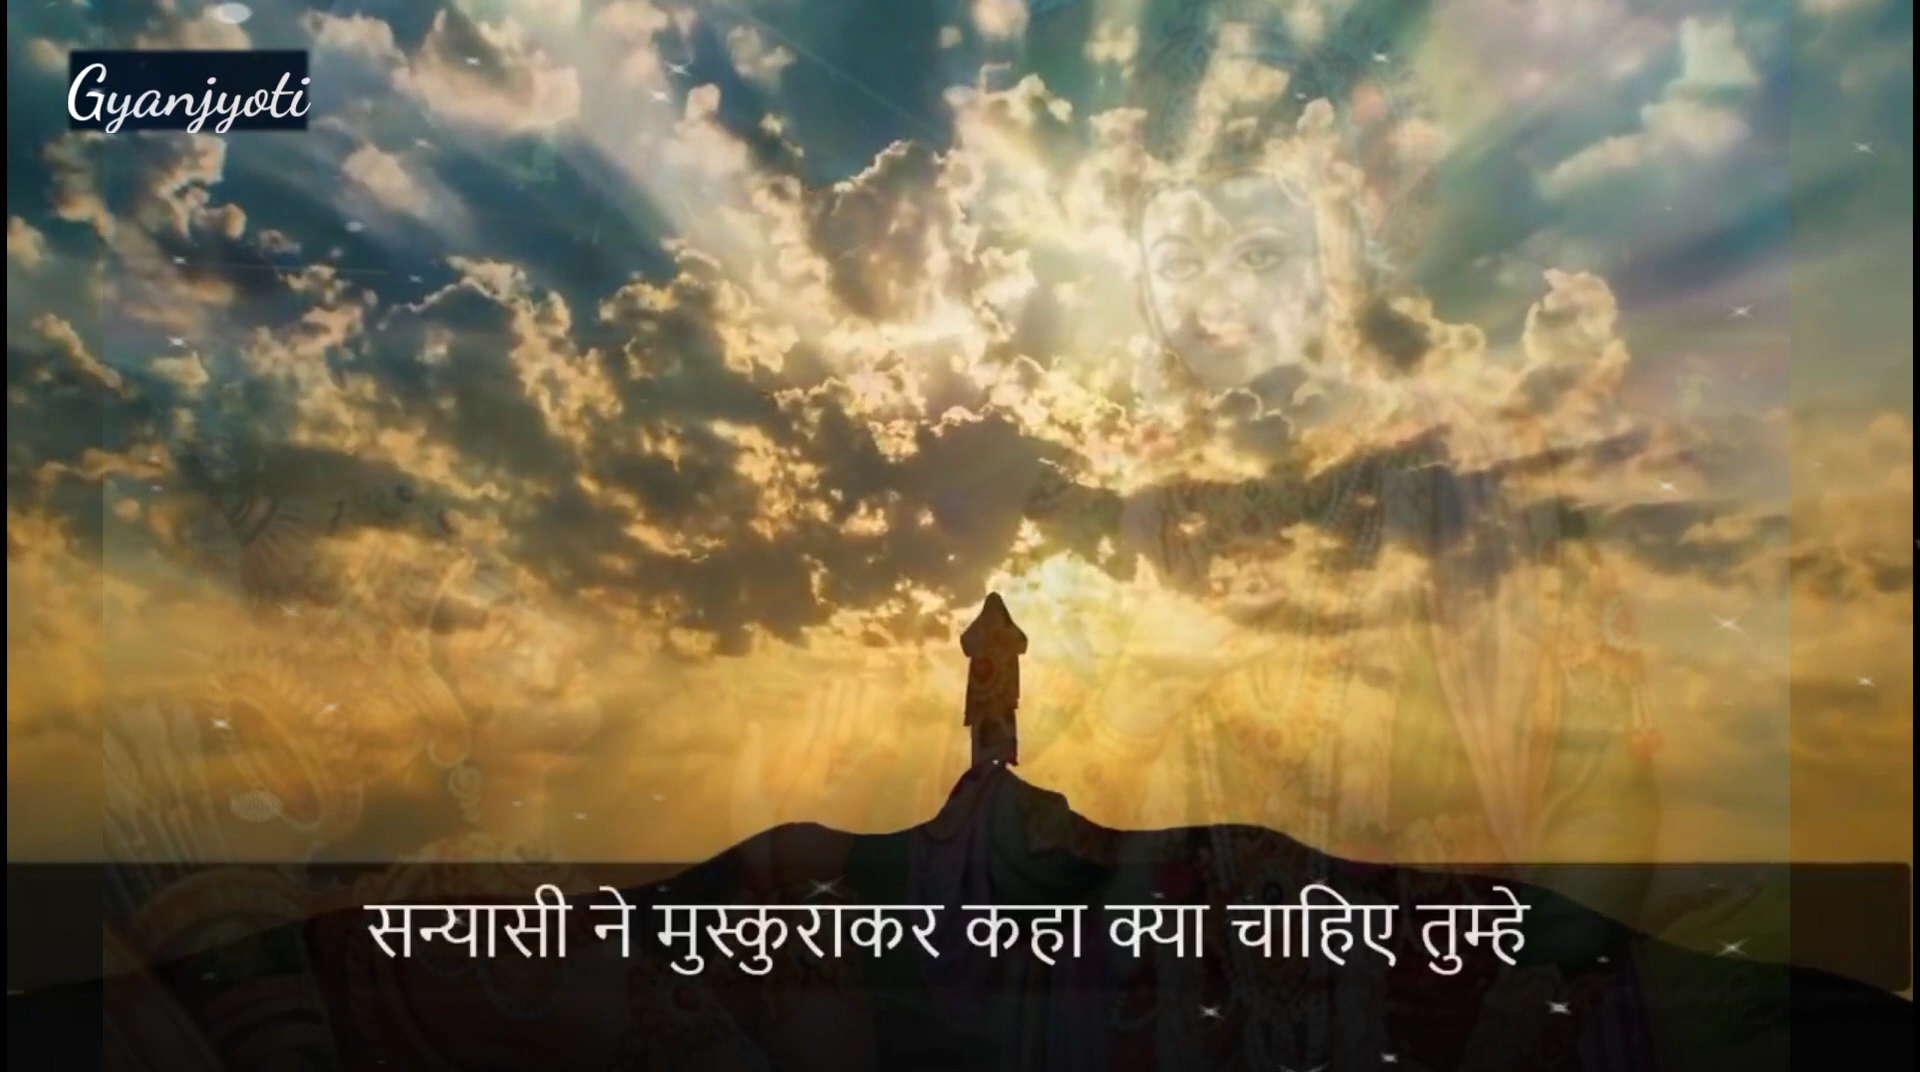 Gyanjyoti
सन्यासी ने मुस्कुराकर कहा क्या चाहिए तुम्हे